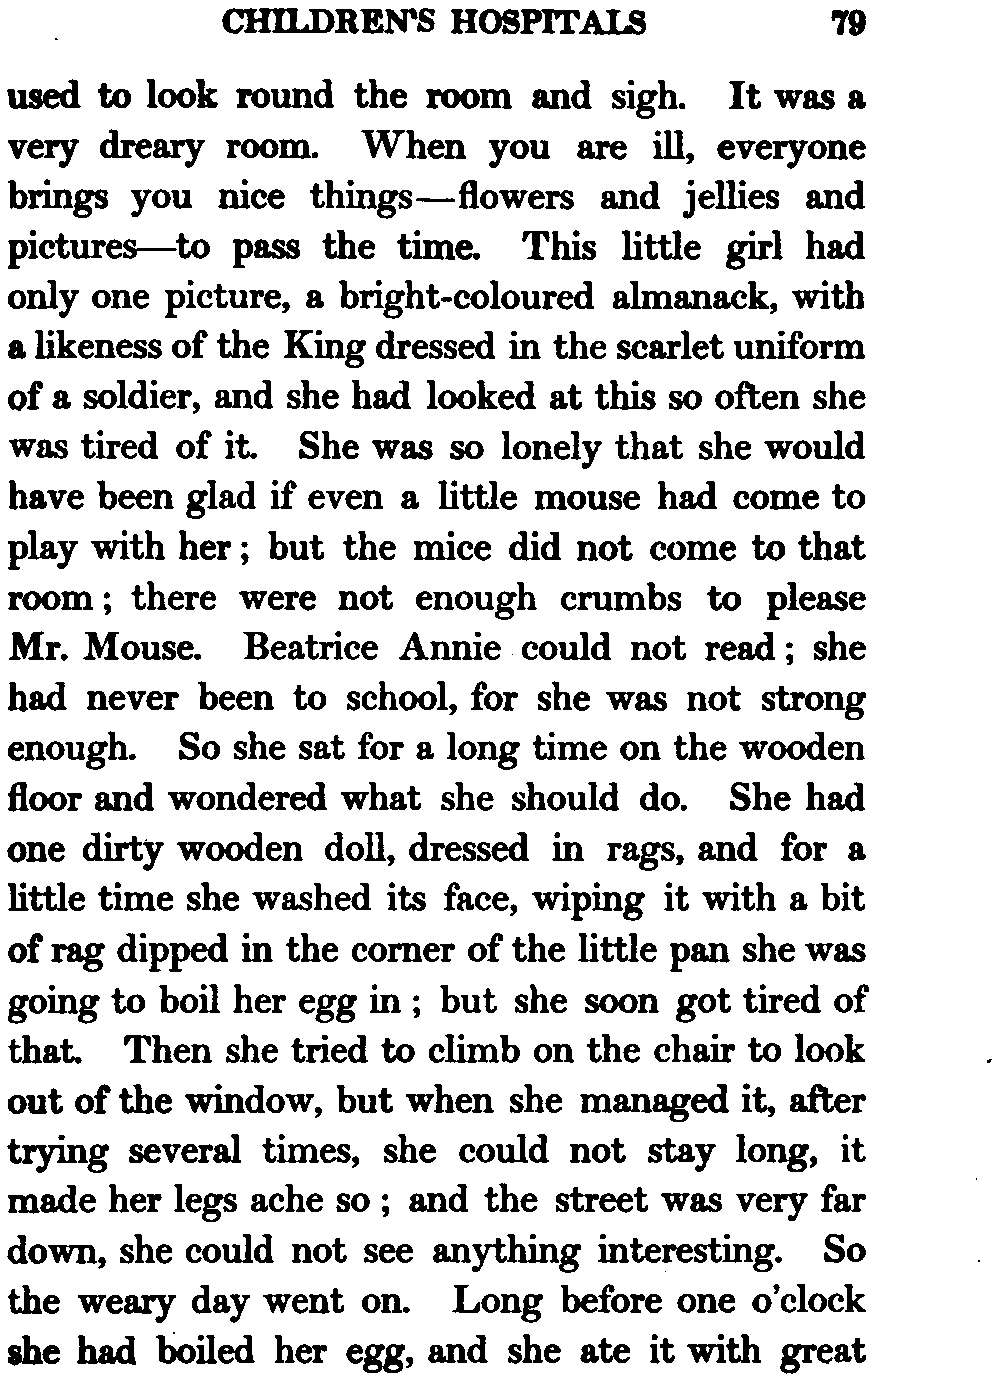 CHILDREN'S HOSPITALS 79
used to look round the room and sigh. It was a
very dreary room. When you are ill, everyone
brings you nice things—flowers and jellies and
pictures—to pass the time. This little girl had
only one picture, a bright-coloured almanack, with
a likeness of the King dressed in the scarlet uniform
of a soldier, and she had looked at this so often she
was tired of it. She was so lonely that she would
have been glad if even a little mouse had come to
play with her; but the mice did not come to that
room; there were not enough crumbs to please
Mr. Mouse. Beatrice Annie could not read; she
had never been to school, for she was not strong
enough. So she sat for a long time on the wooden
floor and wondered what she should do. She had
one dirty wooden doll, dressed in rags, and for a
little time she washed its face, wiping it with a bit
of rag dipped in the corner of the little pan she was
going to boil her egg in; but she soon got tired of
that. Then she tried to climb on the chair to look
out of the window, but when she managed it, after
trying several times, she could not stay long, it
made her legs ache so; and the street was very far
down, she could not see anything interesting. So
the weary day went on. Long before one o'clock
she had boiled her egg, and she ate it with great